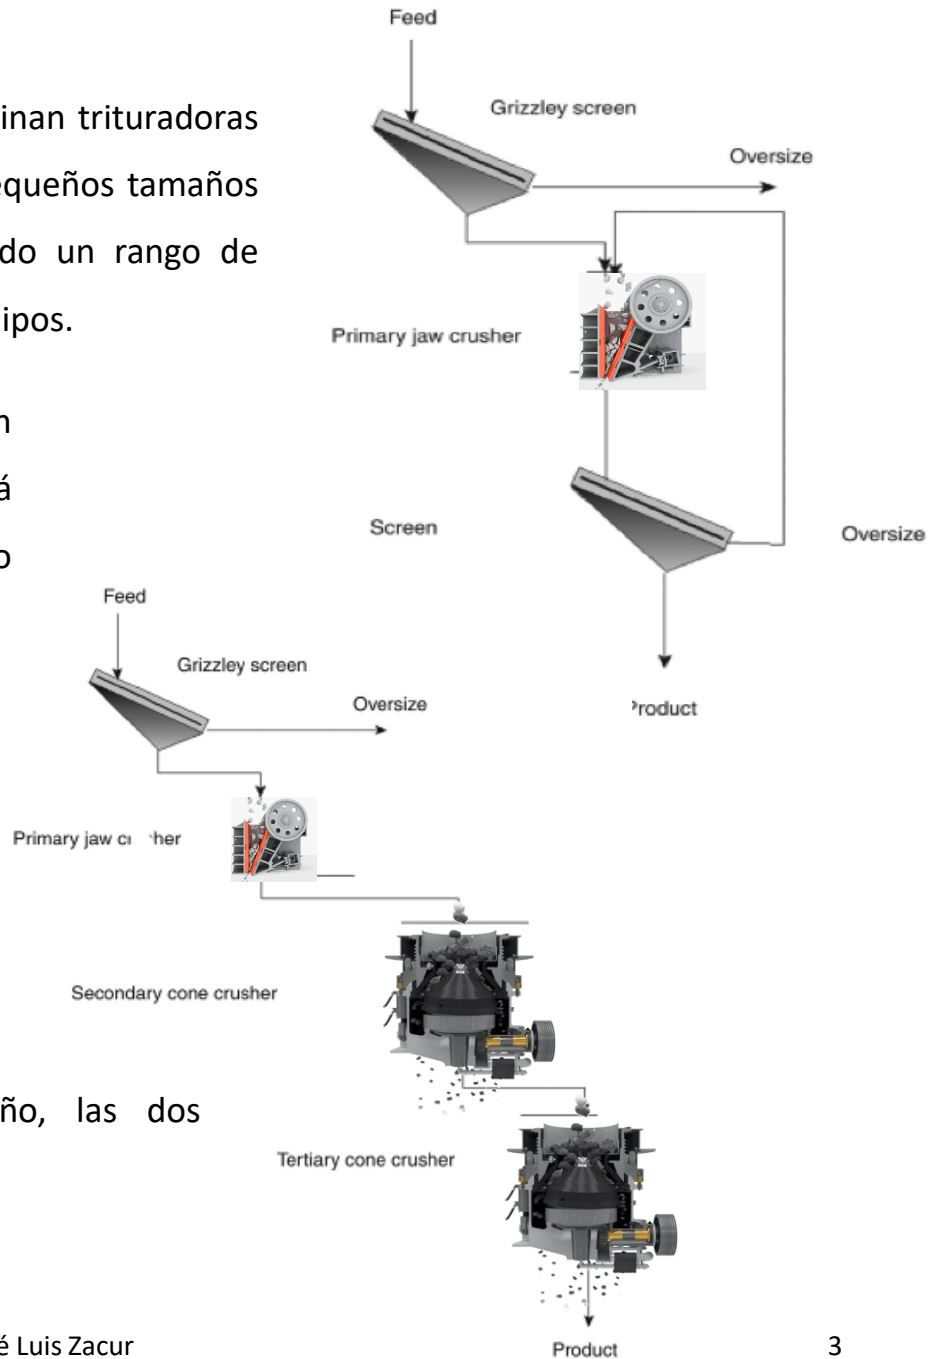 Feed
inan trituradoras
Grizzley screen
equeños tamaños
Oversize
do un rango de
ipos.
Primary jaw crusher
n
á
Screen
Oversize
o
Feed
Grizzley screen
Oversize
Product
Primary jaw cr her
Secondary cone crusher
ño, las dos
Tertiary cone crusher
é Luis Zacur
Product
3